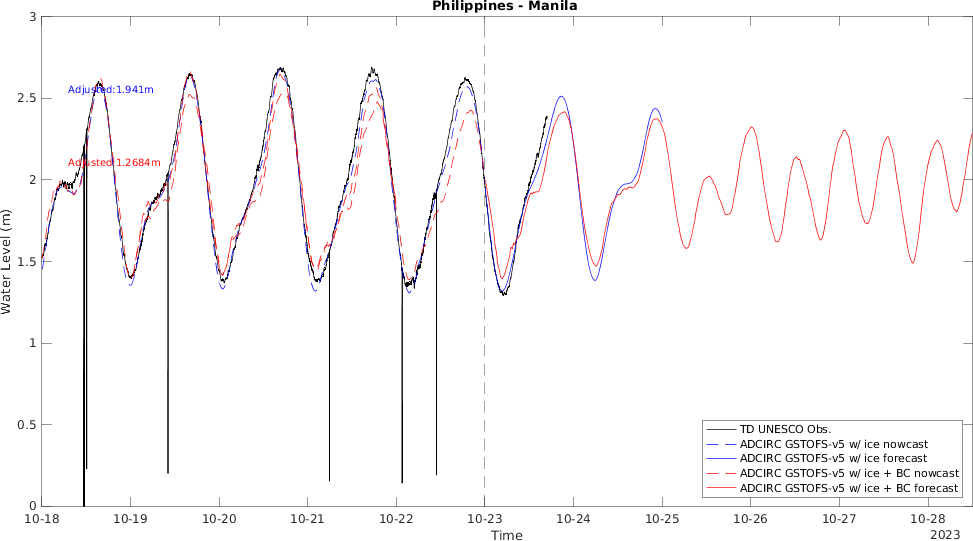 Philippines - Manila
3
2.5
2
1.5
1
0.5
0
Water Level (m)
Adjusted:1.941m
Adjusted:1.2684m
10-18 10-19 10-20 10-21 10-22 10-23 10-24 10-25 10-26 10-27 10-28
2023
Time
TD UNESCO Obs.
ADCIRC GSTOFS-v5 w/ ice nowcast
ADCIRC GSTOFS-v5 w/ ice forecast
ADCIRC GSTOFS-v5 w/ ice + BC nowcast
ADCIRC GSTOFS-v5 w/ ice + BC forecast